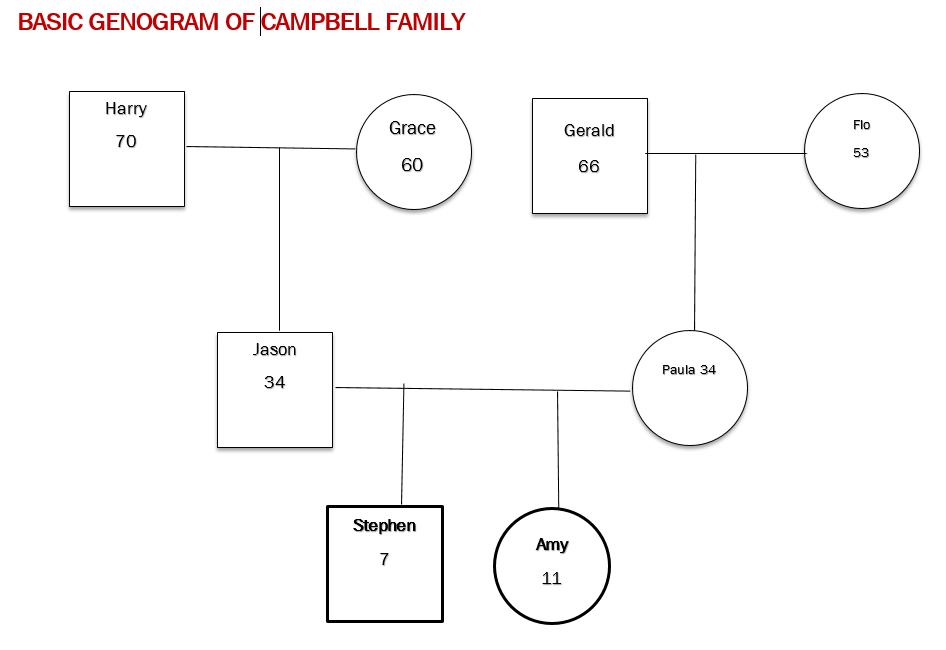 BASIC GENOGRAM OF CAMPBELL FAMILY
Harry
70
Grace
60
Gerald
66
Flo
53
Jason
34
Paula 34
Stephen
7
Amy
11